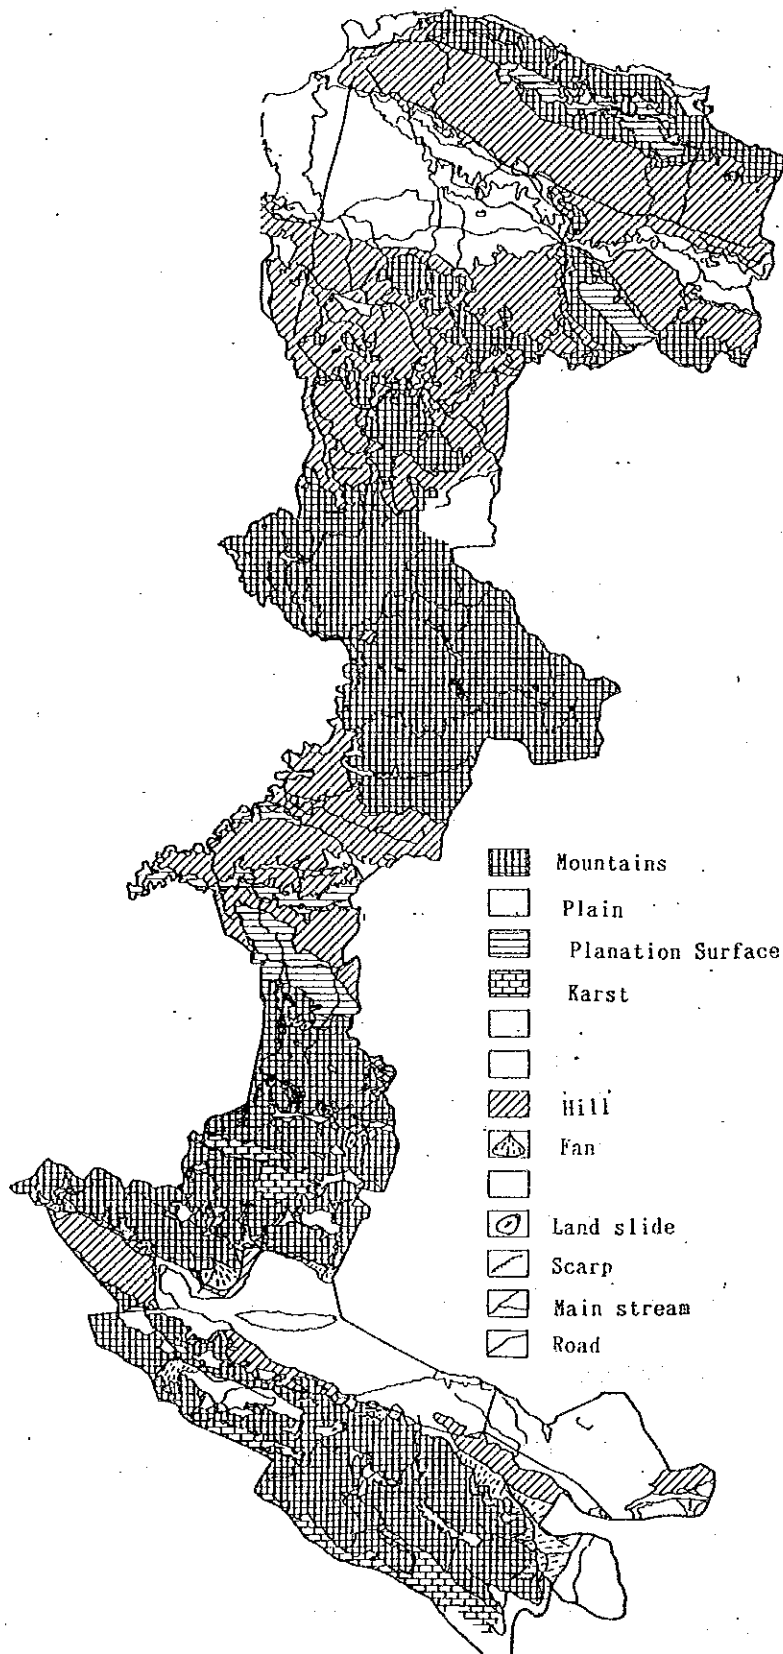 Mountains
Plain
Planation Surface
Karst
Hill
Fan
Land slide
Scarp
Main stream
Road